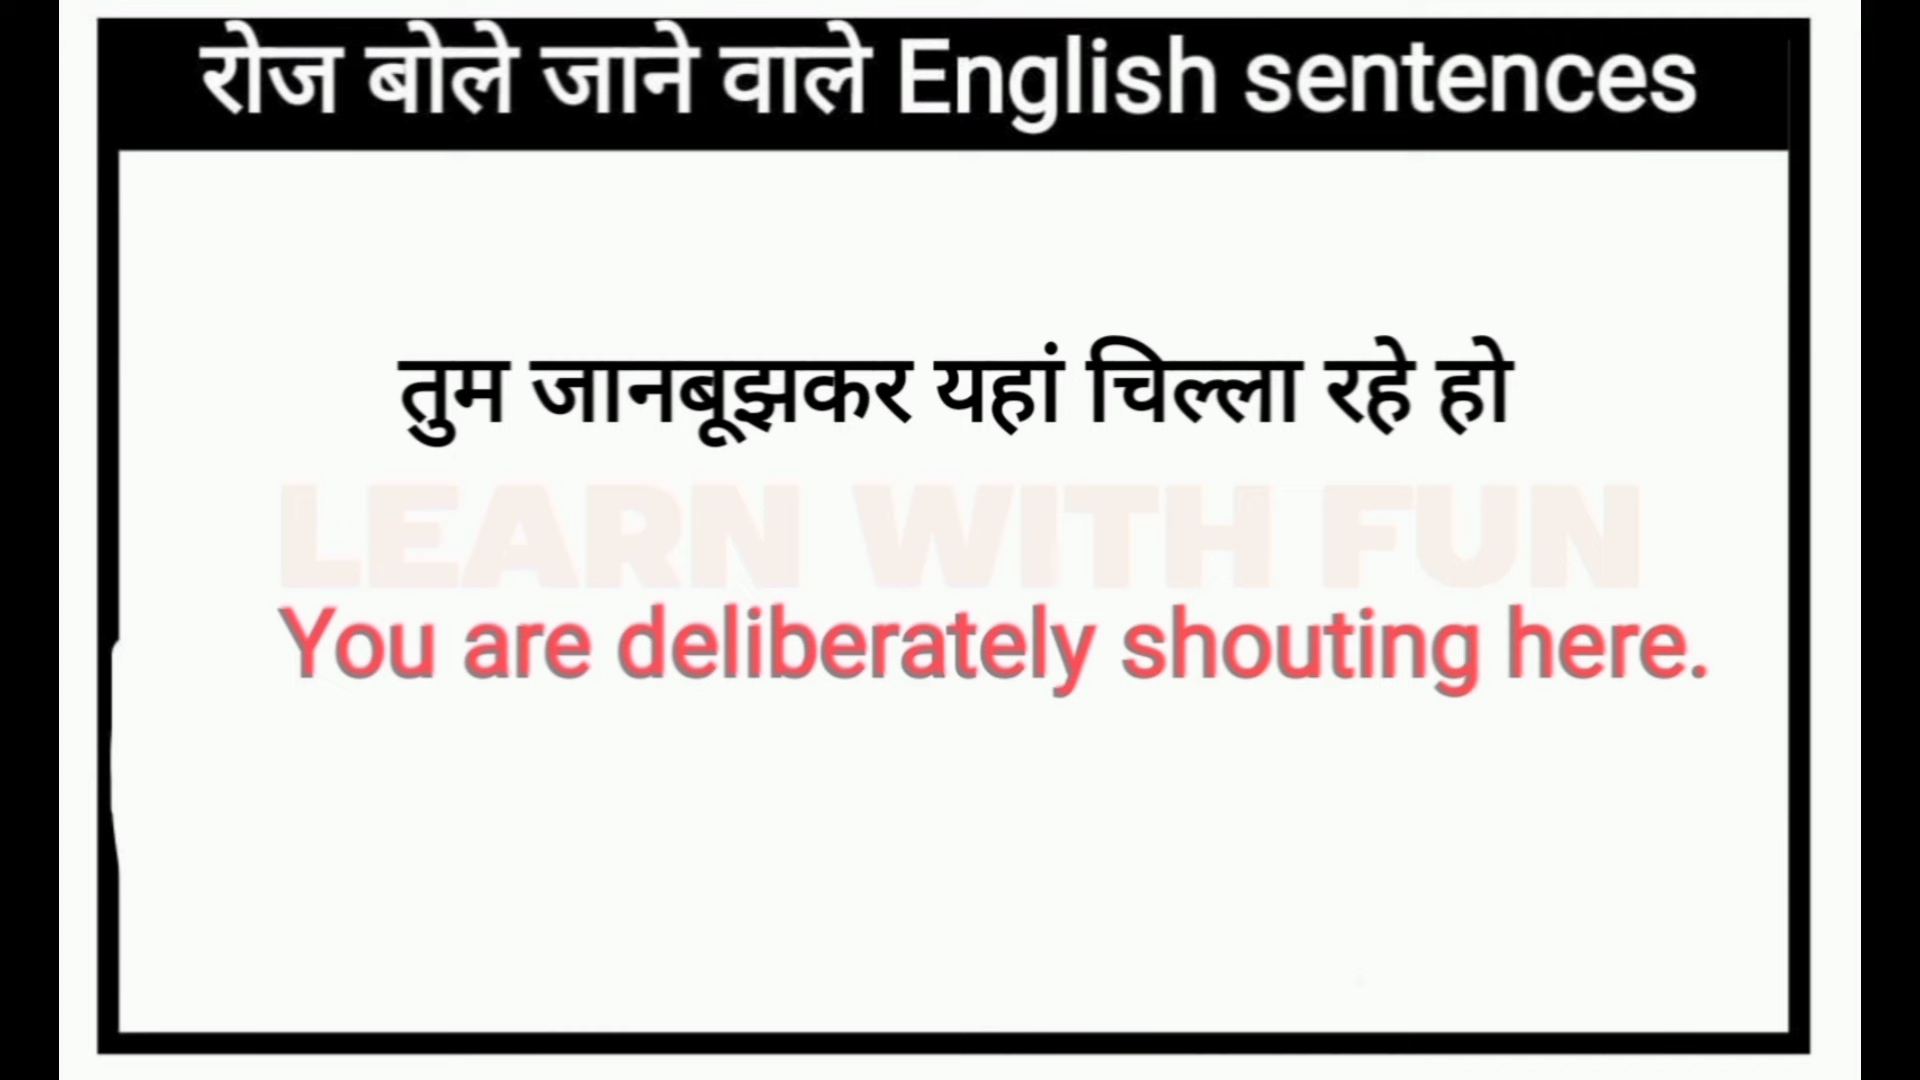 रोज बोले जाने वाले English sentences
तुम जानबूझकर यहां चिल्ला रहे हो
LEARN WITH FUN
You are deliberately shouting here.